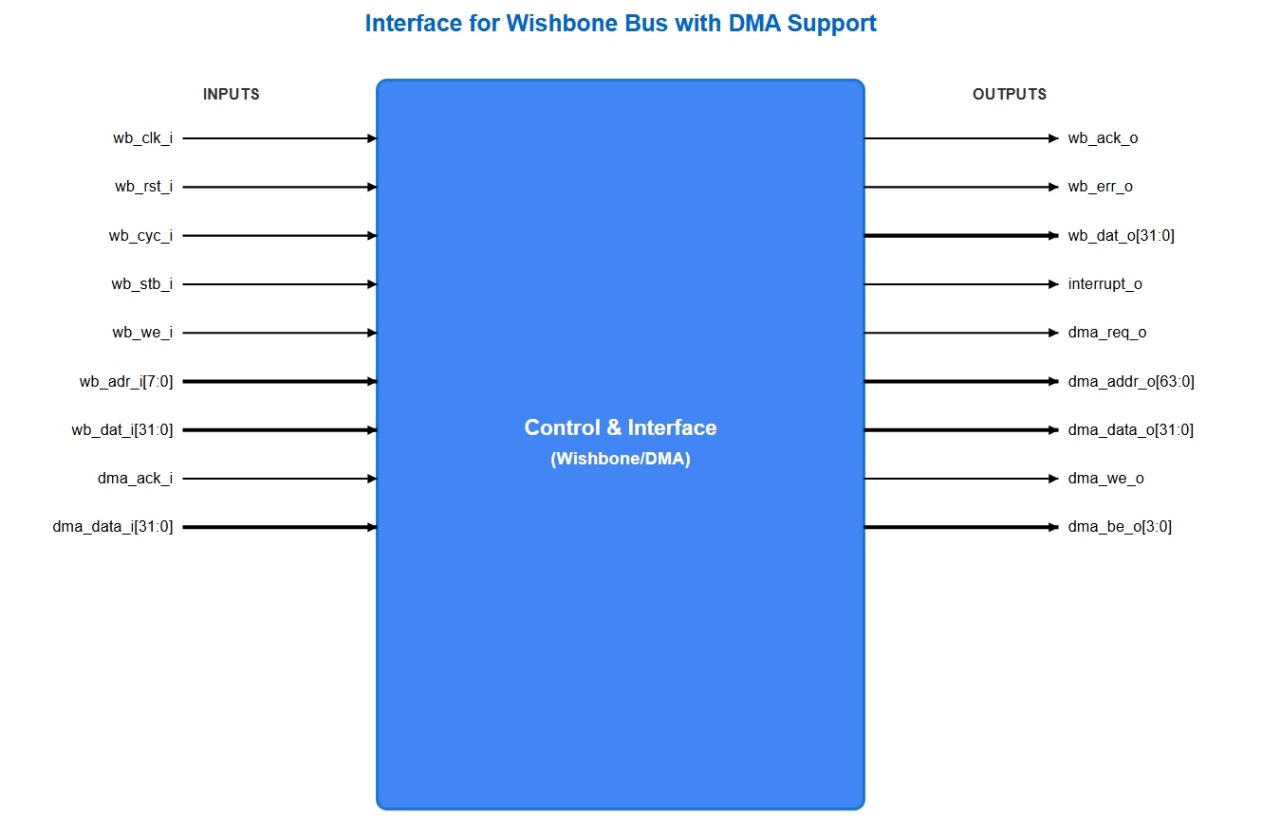 Interface for Wishbone Bus with DMA Support
INPUTS
OUTPUTS
wb_clk_i
wb_ack_o
wb_rst_i
wb_err_o
wb_cyc_i
wb_dat_o[31:0]
wb_stb_i
interrupt_o
wb_we_i
dma_req_o
wb_adr_i[7:0]
dma_addr_o[63:0]
wb_dat_i[31:0]
Control & Interface
dma_data_o[31:0]
(Wishbone/DMA)
dma_ack_i
dma_we_o
dma_data_i[31:0]
dma_be_o[3:0]